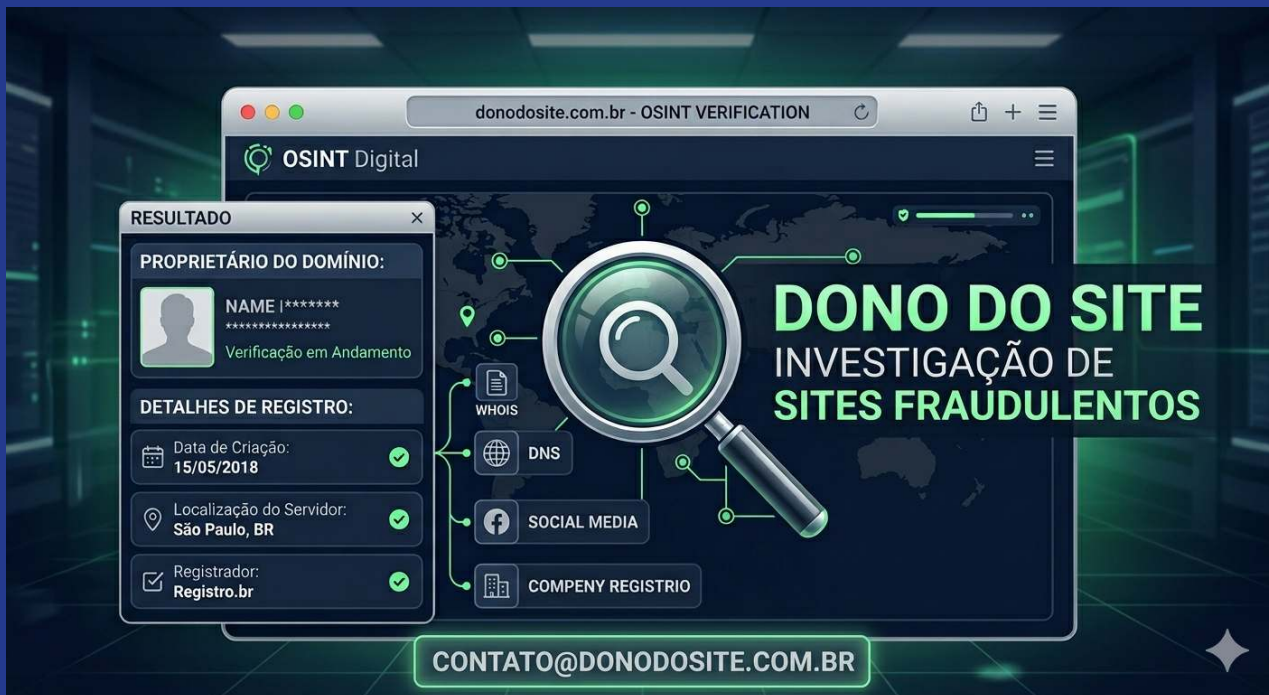 donodosite.com.br - OSINT VERIFICATION
OSINT Digital
RESULTADO
PROPRIETÁRIO DO DOMÍNIO:
NAME |*******
****************
Verificação em Andamento
DETALHES DE REGISTRO:
Data de Criação:
15/05/2018
Localização do Servidor:
São Paulo, BR
Registrador:
Registro.br
WHOIS
DNS
SOCIAL MEDIA
COMPENY REGISTRIO
DONO DO SITE
INVESTIGAÇÃO DE
SITES FRAUDULENTOS
CONTATO@DONODOSITE.COM.BR